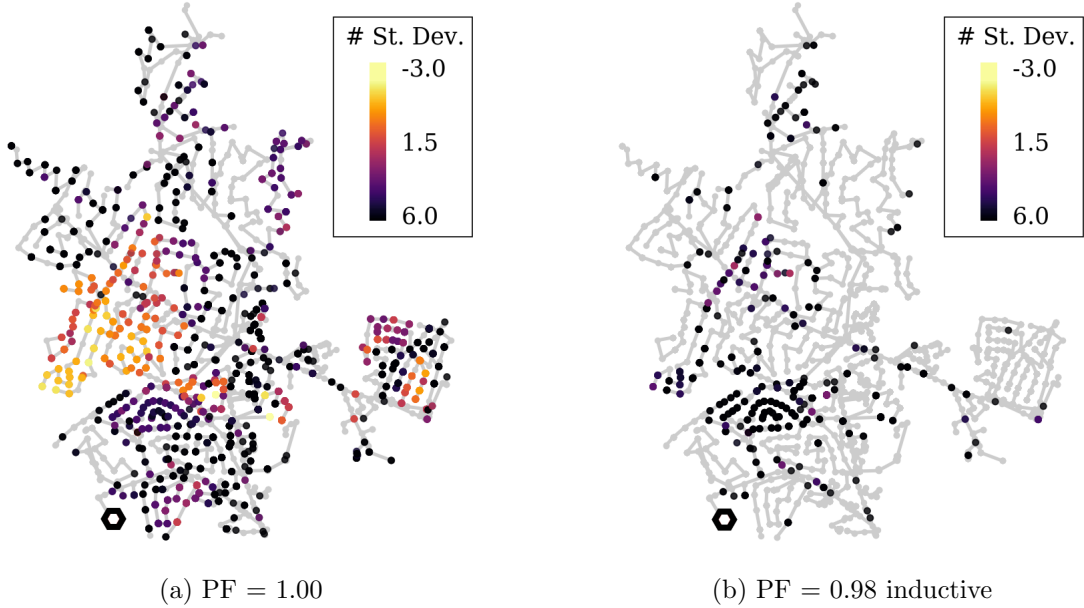 # St. Dev.
-3.0
1.5
6.0
# St. Dev.
-3.0
1.5
6.0
(a) PF = 1.00
(b) PF = 0.98 inductive